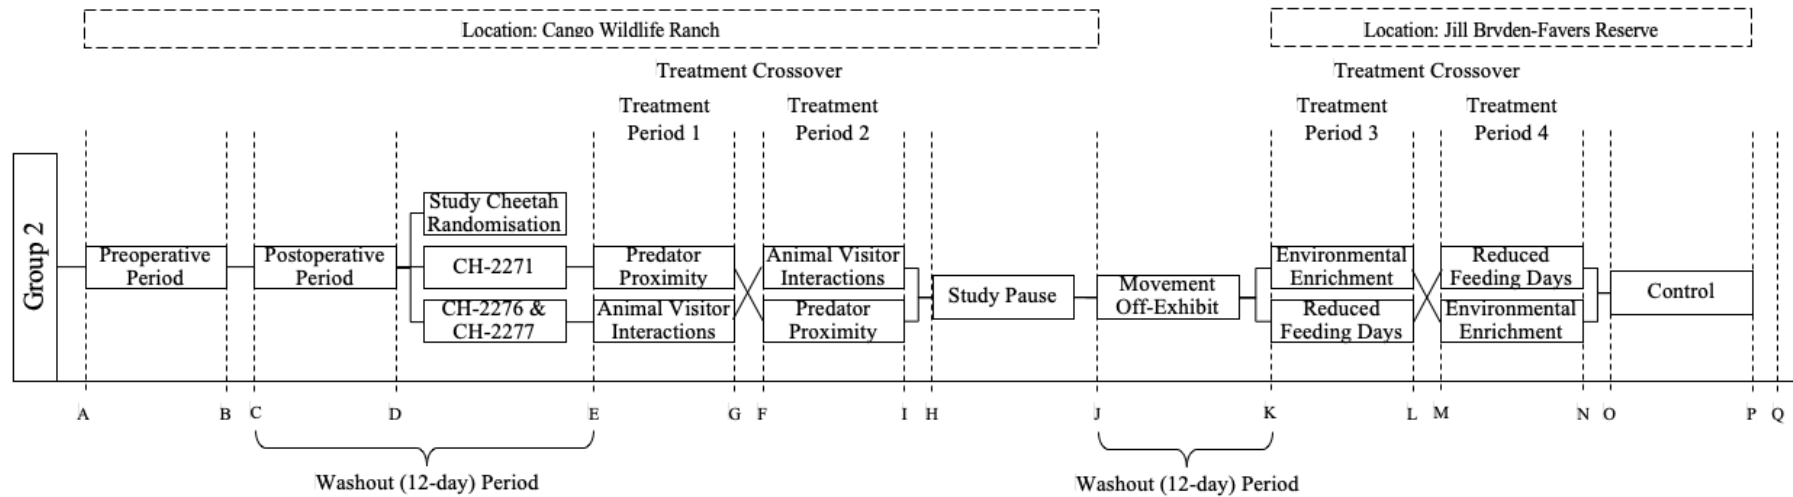 Location: Cango Wildlife Ranch
Location: Jill Bryden-Favers Reserve
Treatment Crossover
Treatment Crossover
Treatment
Period 1
Treatment
Period 2
Treatment
Period 3
Treatment
Period 4
Group 2
Preoperative
Period
Postoperative
Period
Study Cheetah
Randomisation
CH-2271
CH-2276 &
CH-2277
Predator
Proximity
Animal Visitor
Interactions
Animal Visitor
Interactions
Predator
Proximity
Study Pause
Movement
Off-Exhibit
Environmental
Enrichment
Reduced
Feeding Days
Reduced
Feeding Days
Environmental
Enrichment
Control
A B C D E G F I H J K L M N O P Q
Washout (12-day) Period
Washout (12-day) Period